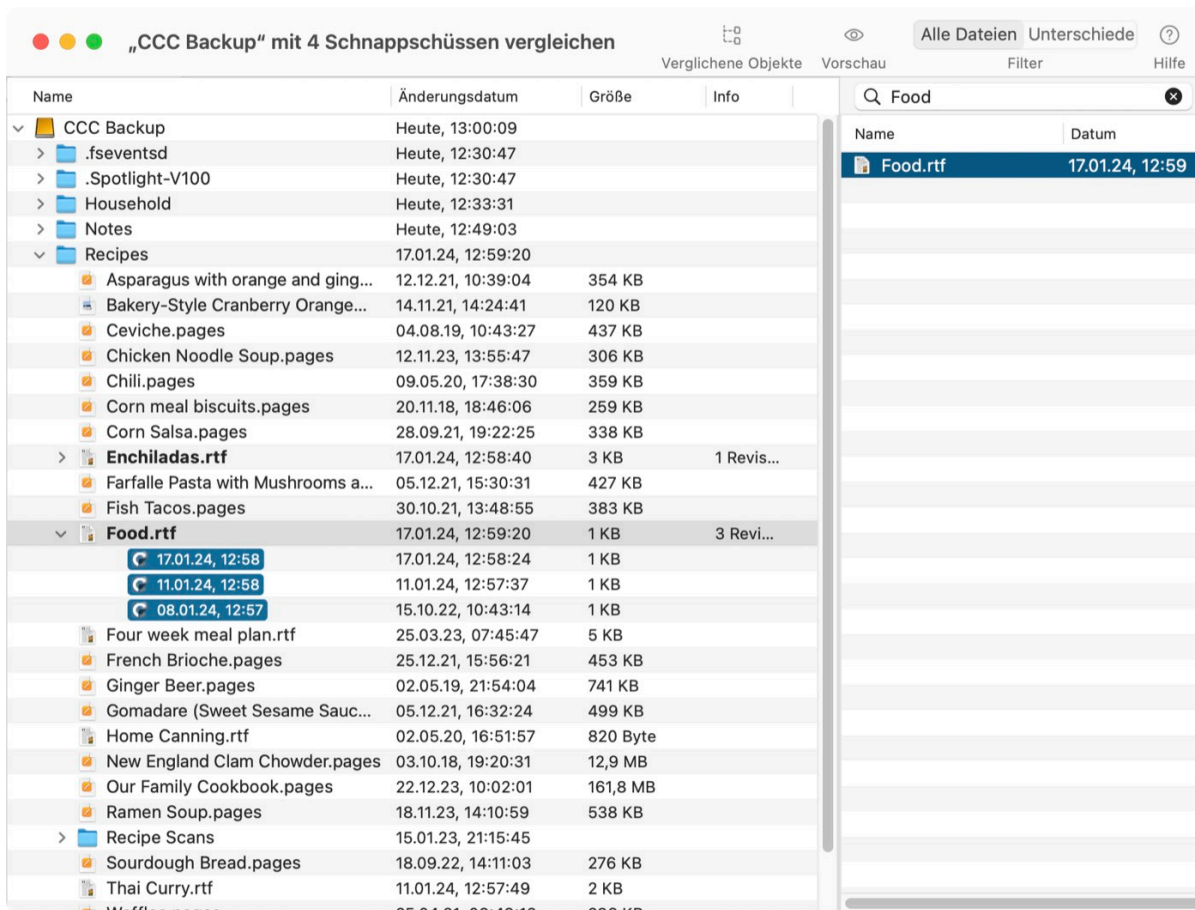 „CCC Backup“ mit 4 Schnappschüssen vergleichen
Verglichene Objekte
Vorschau
Alle Dateien Unterschiede
Filter
Hilfe
Name Änderungsdatum Größe Info
CCC Backup Heute, 13:00:09
.fseventsd Heute, 12:30:47
.Spotlight-V100 Heute, 12:30:47
Household Heute, 12:33:31
Notes Heute, 12:49:03
Recipes 17.01.24, 12:59:20
Asparagus with orange and ging... 12.12.21, 10:39:04 354 KB
Bakery-Style Cranberry Orange... 14.11.21, 14:24:41 120 KB
Ceviche.pages 04.08.19, 10:43:27 437 KB
Chicken Noodle Soup.pages 12.11.23, 13:55:47 306 KB
Chili.pages 09.05.20, 17:38:30 359 KB
Corn meal biscuits.pages 20.11.18, 18:46:06 259 KB
Corn Salsa.pages 28.09.21, 19:22:25 338 KB
Enchiladas.rtf 17.01.24, 12:58:40 3 KB 1 Revis...
Farfalle Pasta with Mushrooms a... 05.12.21, 15:30:31 427 KB
Fish Tacos.pages 30.10.21, 13:48:55 383 KB
Food.rtf 17.01.24, 12:59:20 1 KB 3 Revi...
17.01.24, 12:58 17.01.24, 12:58:24 1 KB
11.01.24, 12:58 11.01.24, 12:57:37 1 KB
08.01.24, 12:57 15.10.22, 10:43:14 1 KB
Four week meal plan.rtf 25.03.23, 07:45:47 5 KB
French Brioche.pages 25.12.21, 15:56:21 453 KB
Ginger Beer.pages 02.05.19, 21:54:04 741 KB
Gomadare (Sweet Sesame Sauc... 05.12.21, 16:32:24 499 KB
Home Canning.rtf 02.05.20, 16:51:57 820 Byte
New England Clam Chowder.pages 03.10.18, 19:20:31 12,9 MB
Our Family Cookbook.pages 22.12.23, 10:02:01 161,8 MB
Ramen Soup.pages 18.11.23, 14:10:59 538 KB
Recipe Scans 15.01.23, 21:15:45
Sourdough Bread.pages 18.09.22, 14:11:03 276 KB
Thai Curry.rtf 11.01.24, 12:57:49 2 KB
Food
Name Datum
Food.rtf 17.01.24, 12:59